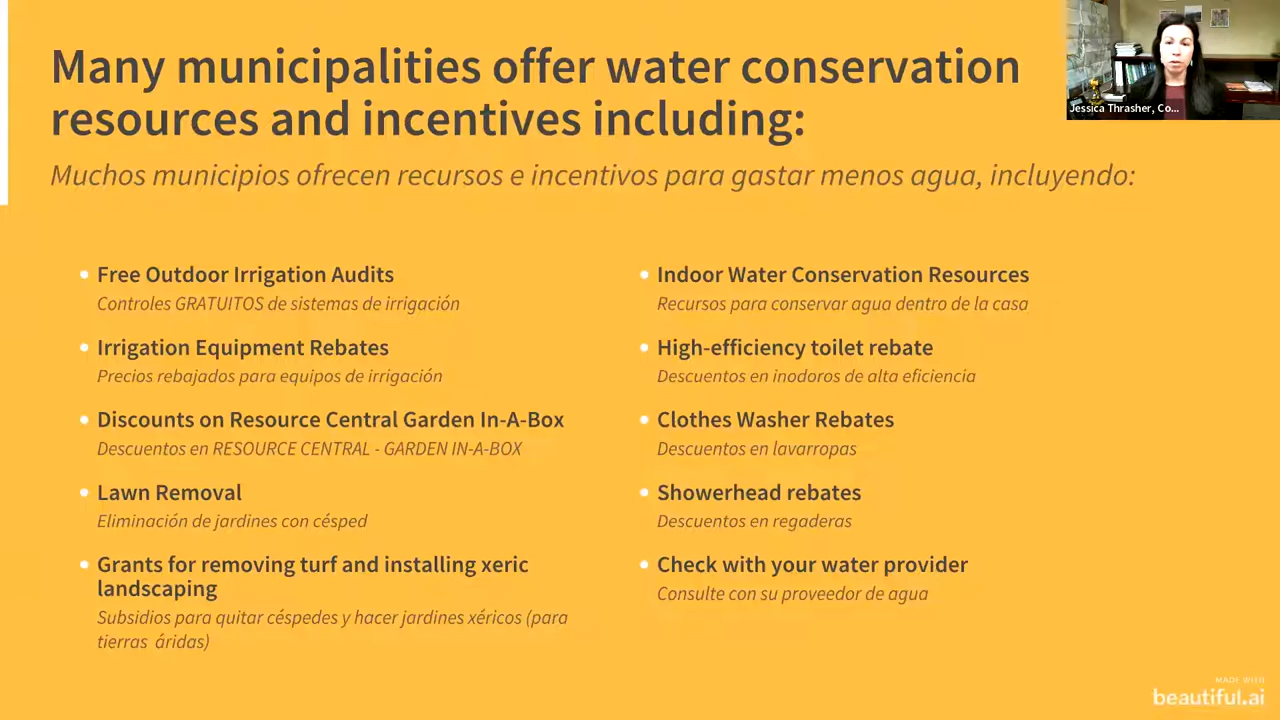 Many municipalities offer water conservation
resources and incentives including:
Muchos municipios ofrecen recursos e incentivos para gastar menos agua, incluyendo:
Jessica Thrasher, Co...
Free Outdoor Irrigation Audits
Controles GRATUITOS de sistemas de irrigación
Irrigation Equipment Rebates
Precios rebajados para equipos de irrigación
Discounts on Resource Central Garden In-A-Box
Descuentos en RESOURCE CENTRAL - GARDEN IN-A-BOX
Lawn Removal
Eliminación de jardines con césped
Grants for removing turf and installing xeric
landscaping
Subsidios para quitar céspedes y hacer jardines xéricos (para
tierras áridas)
Indoor Water Conservation Resources
Recursos para conservar agua dentro de la casa
High-efficiency toilet rebate
Descuentos en inodoros de alta eficiencia
Clothes Washer Rebates
Descuentos en lavarropas
Showerhead rebates
Descuentos en regaderas
Check with your water provider
Consulte con su proveedor de agua
MADE WITH
beautiful.ai